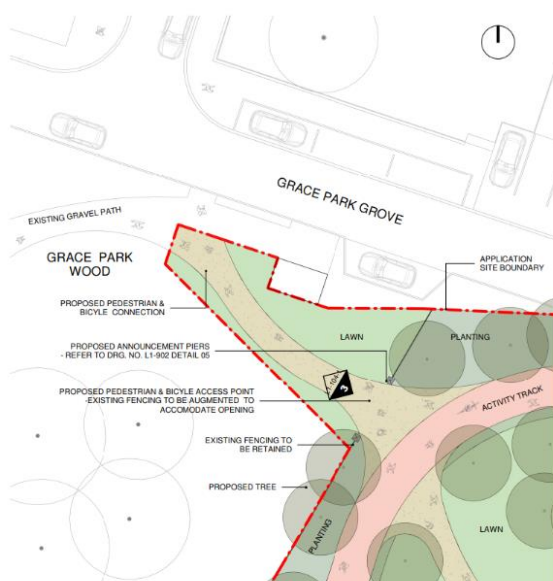 GRACE PARK GROVE
EXISTING GRAVEL PATH
GRACE PARK
WOOD
APPLICATION
SITE BOUNDARY
PROPOSED PEDESTRIAN &
BICYLE CONNECTION
LAWN
PLANTING
PROPOSED ANNOUNCEMENT PIERS
- REFER TO DRG. NO. L1-902 DETAIL 05
3
PROPOSED PEDESTRIAN & BICYLE ACCESS POINT
-EXISTING FENCING TO BE AUGMENTED TO
ACCOMODATE OPENING
ACTIVITY TRACK
EXISTING FENCING TO
BE RETAINED
PROPOSED TREE
PLANTING
LAWN